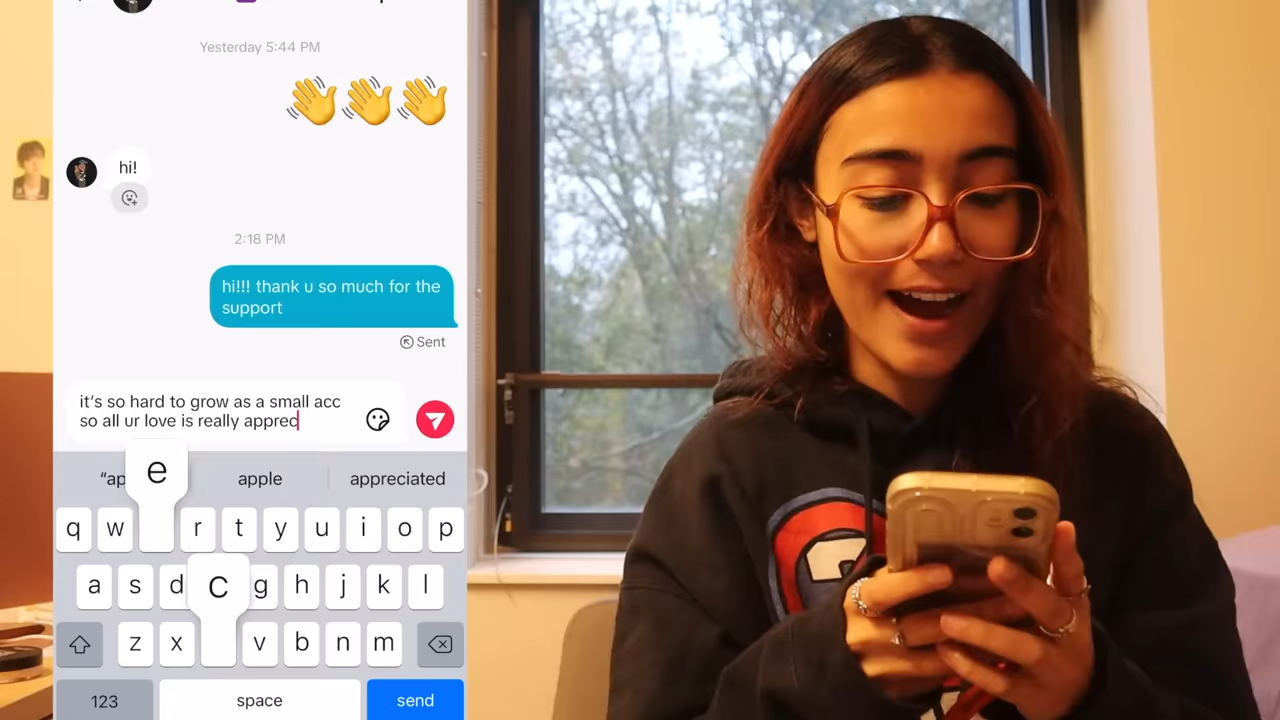 Yesterday 5:44 PM
hi!
2:18 PM
hi!!! thank u so much for the
support
Sent
it's so hard to grow as a small acc
so all ur love is really apprec
“ap
e
apple
appreciated
q w r t y u i o p
a s d c g h j k l
z x v b n m
123 space send